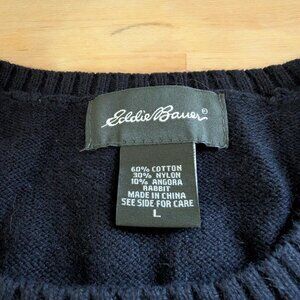 Eddie Bauer®
60% COTTON
30% NYLON
10% ANGORA
RABBIT
MADE IN CHINA
SEE SIDE FOR CARE
L